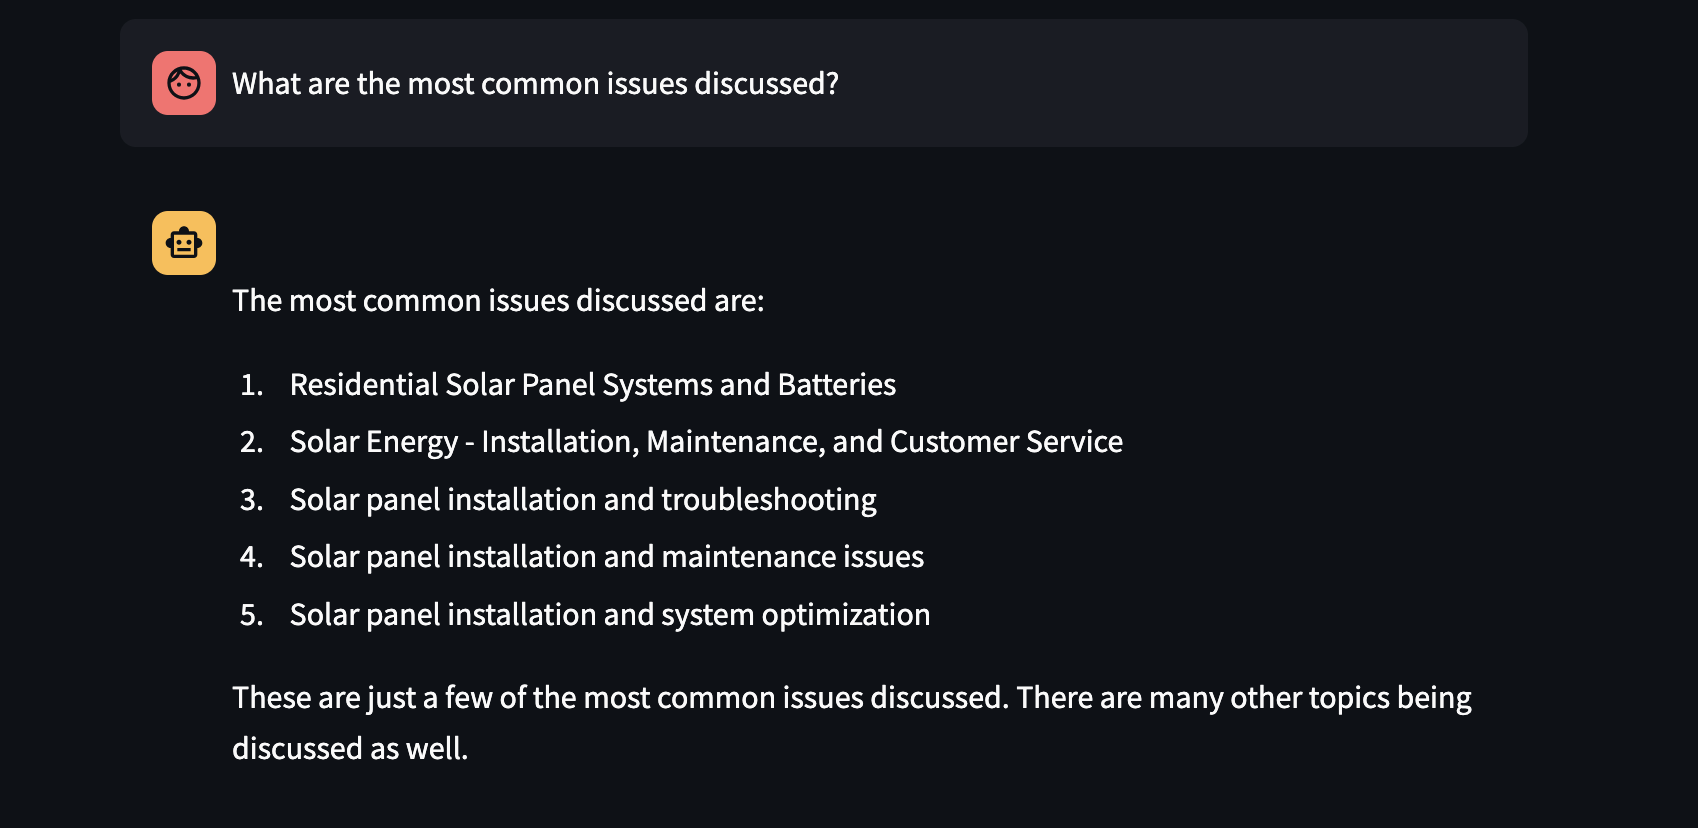 What are the most common issues discussed?
The most common issues discussed are:
1. Residential Solar Panel Systems and Batteries
2. Solar Energy - Installation, Maintenance, and Customer Service
3. Solar panel installation and troubleshooting
4. Solar panel installation and maintenance issues
5. Solar panel installation and system optimization
These are just a few of the most common issues discussed. There are many other topics being
discussed as well.